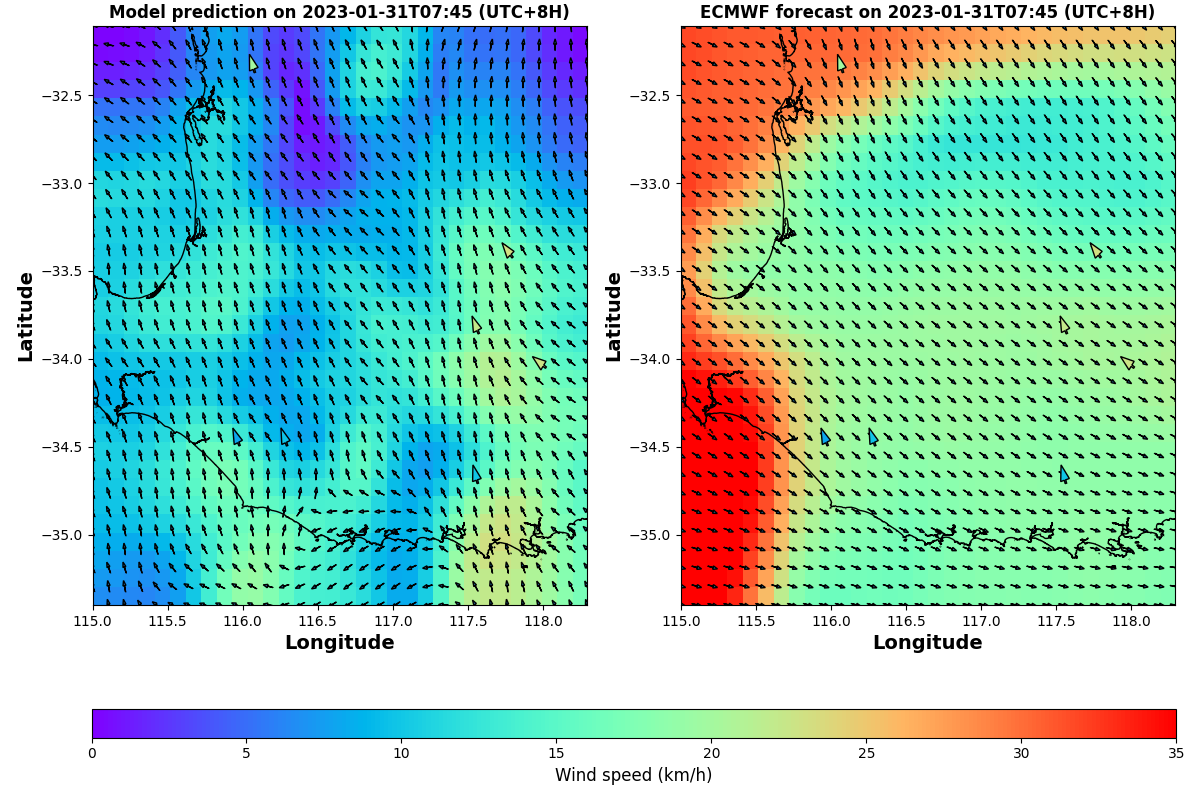 Model prediction on 2023-01-31T07:45 (UTC+8H)
ECMWF forecast on 2023-01-31T07:45 (UTC+8H)
−32.5
−33.0
−33.5
−34.0
−34.5
−35.0
Latitude
−32.5
−33.0
−33.5
−34.0
−34.5
−35.0
Latitude
115.0 115.5 116.0 116.5 117.0 117.5 118.0
Longitude
115.0 115.5 116.0 116.5 117.0 117.5 118.0
Longitude
0 5 10 15 20 25 30 35
Wind speed (km/h)